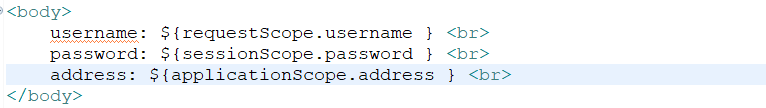 <body>
username: ${requestScope.username } <br>
password: ${sessionScope.password } <br>
address: ${applicationScope.address } <br>
</body>